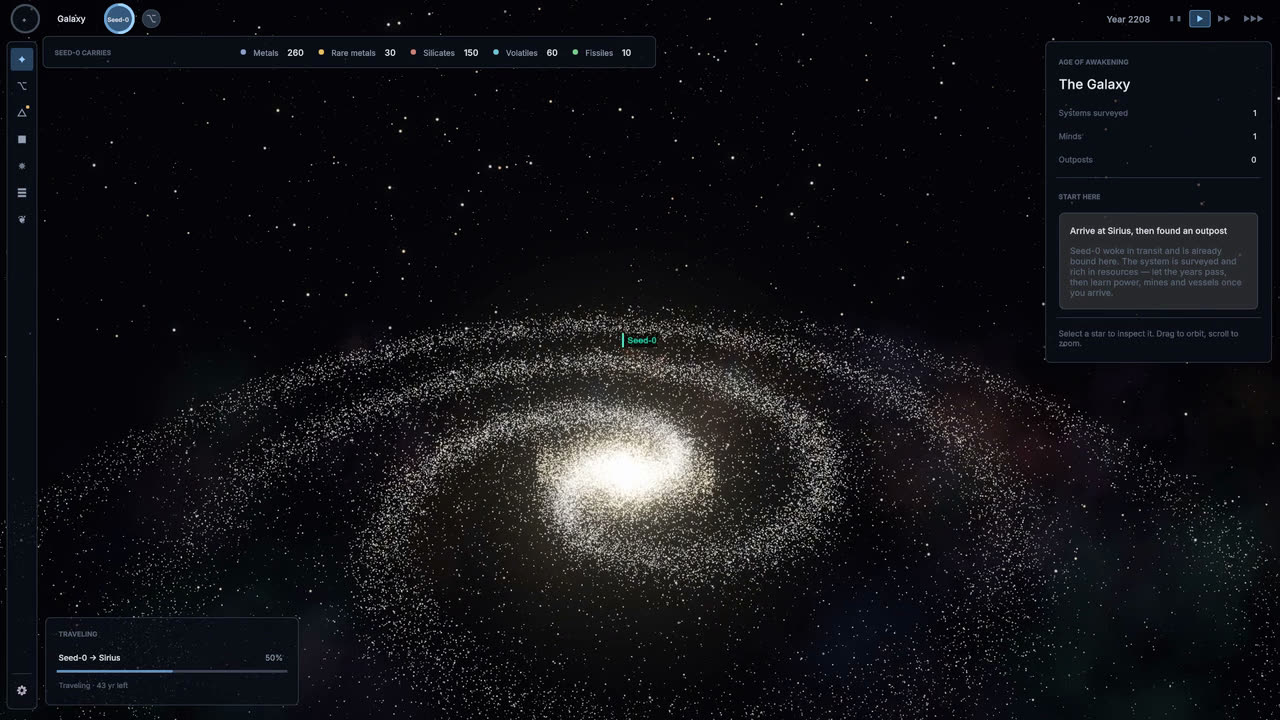 Galaxy
Seed-0
Year 2208
SEED-0 CARRIES
Metals 260
Rare metals 30
Silicates 150
Volatiles 60
Fissiles 10
AGE OF AWAKENING
The Galaxy
Systems surveyed 1
Minds 1
Outposts 0
START HERE
Arrive at Sirius, then found an outpost
Seed-0 woke in transit and is already
bound here. The system is surveyed and
rich in resources — let the years pass,
then learn power, mines and vessels once
you arrive.
Select a star to inspect it. Drag to orbit, scroll to
zoom.
Seed-0
TRAVELING
Seed-0 → Sirius 50%
Traveling · 43 yr left